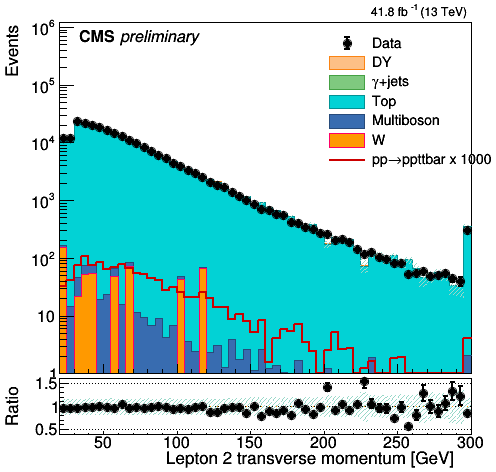 41.8 fb⁻¹ (13 TeV)
CMS preliminary
Events
10⁶
10⁵
10⁴
10³
10²
10
1
Data
DY
γ+jets
Top
Multiboson
W
pp→ppttbar x 1000
Ratio
1.5
1
0.5
50 100 150 200 250 300
Lepton 2 transverse momentum [GeV]